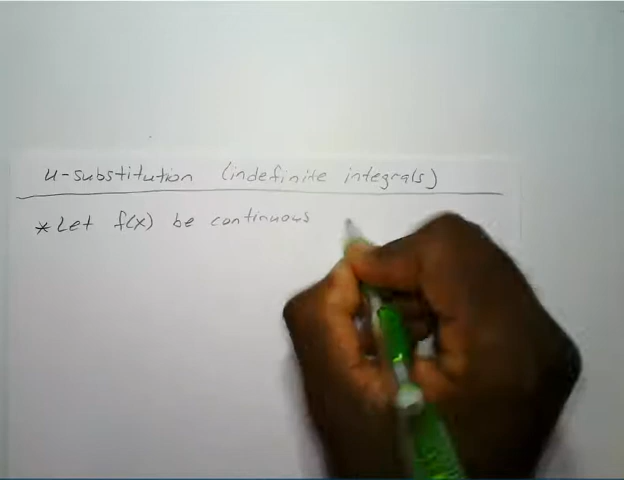 u-substitution (indefinite integrals)
*Let f(x) be continuous